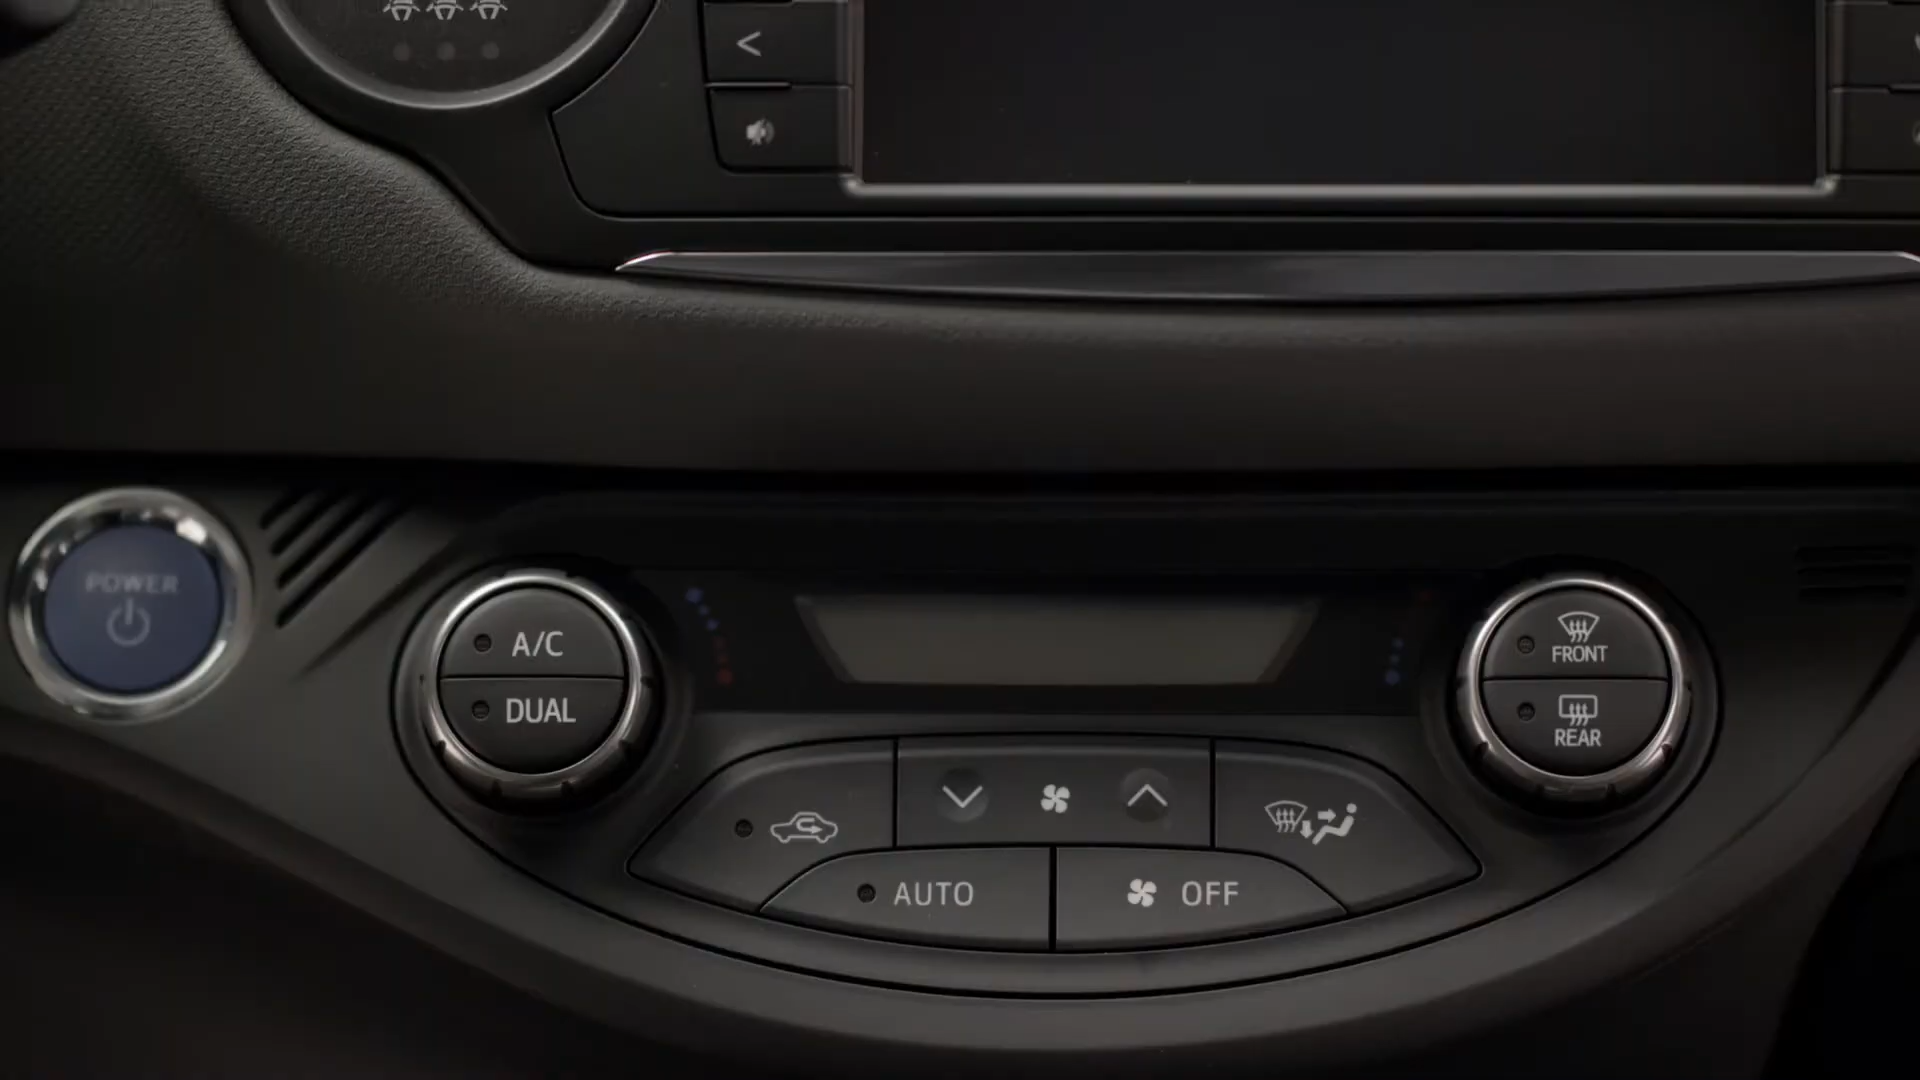 <
POWER
A/C
DUAL
FRONT
REAR
AUTO
OFF